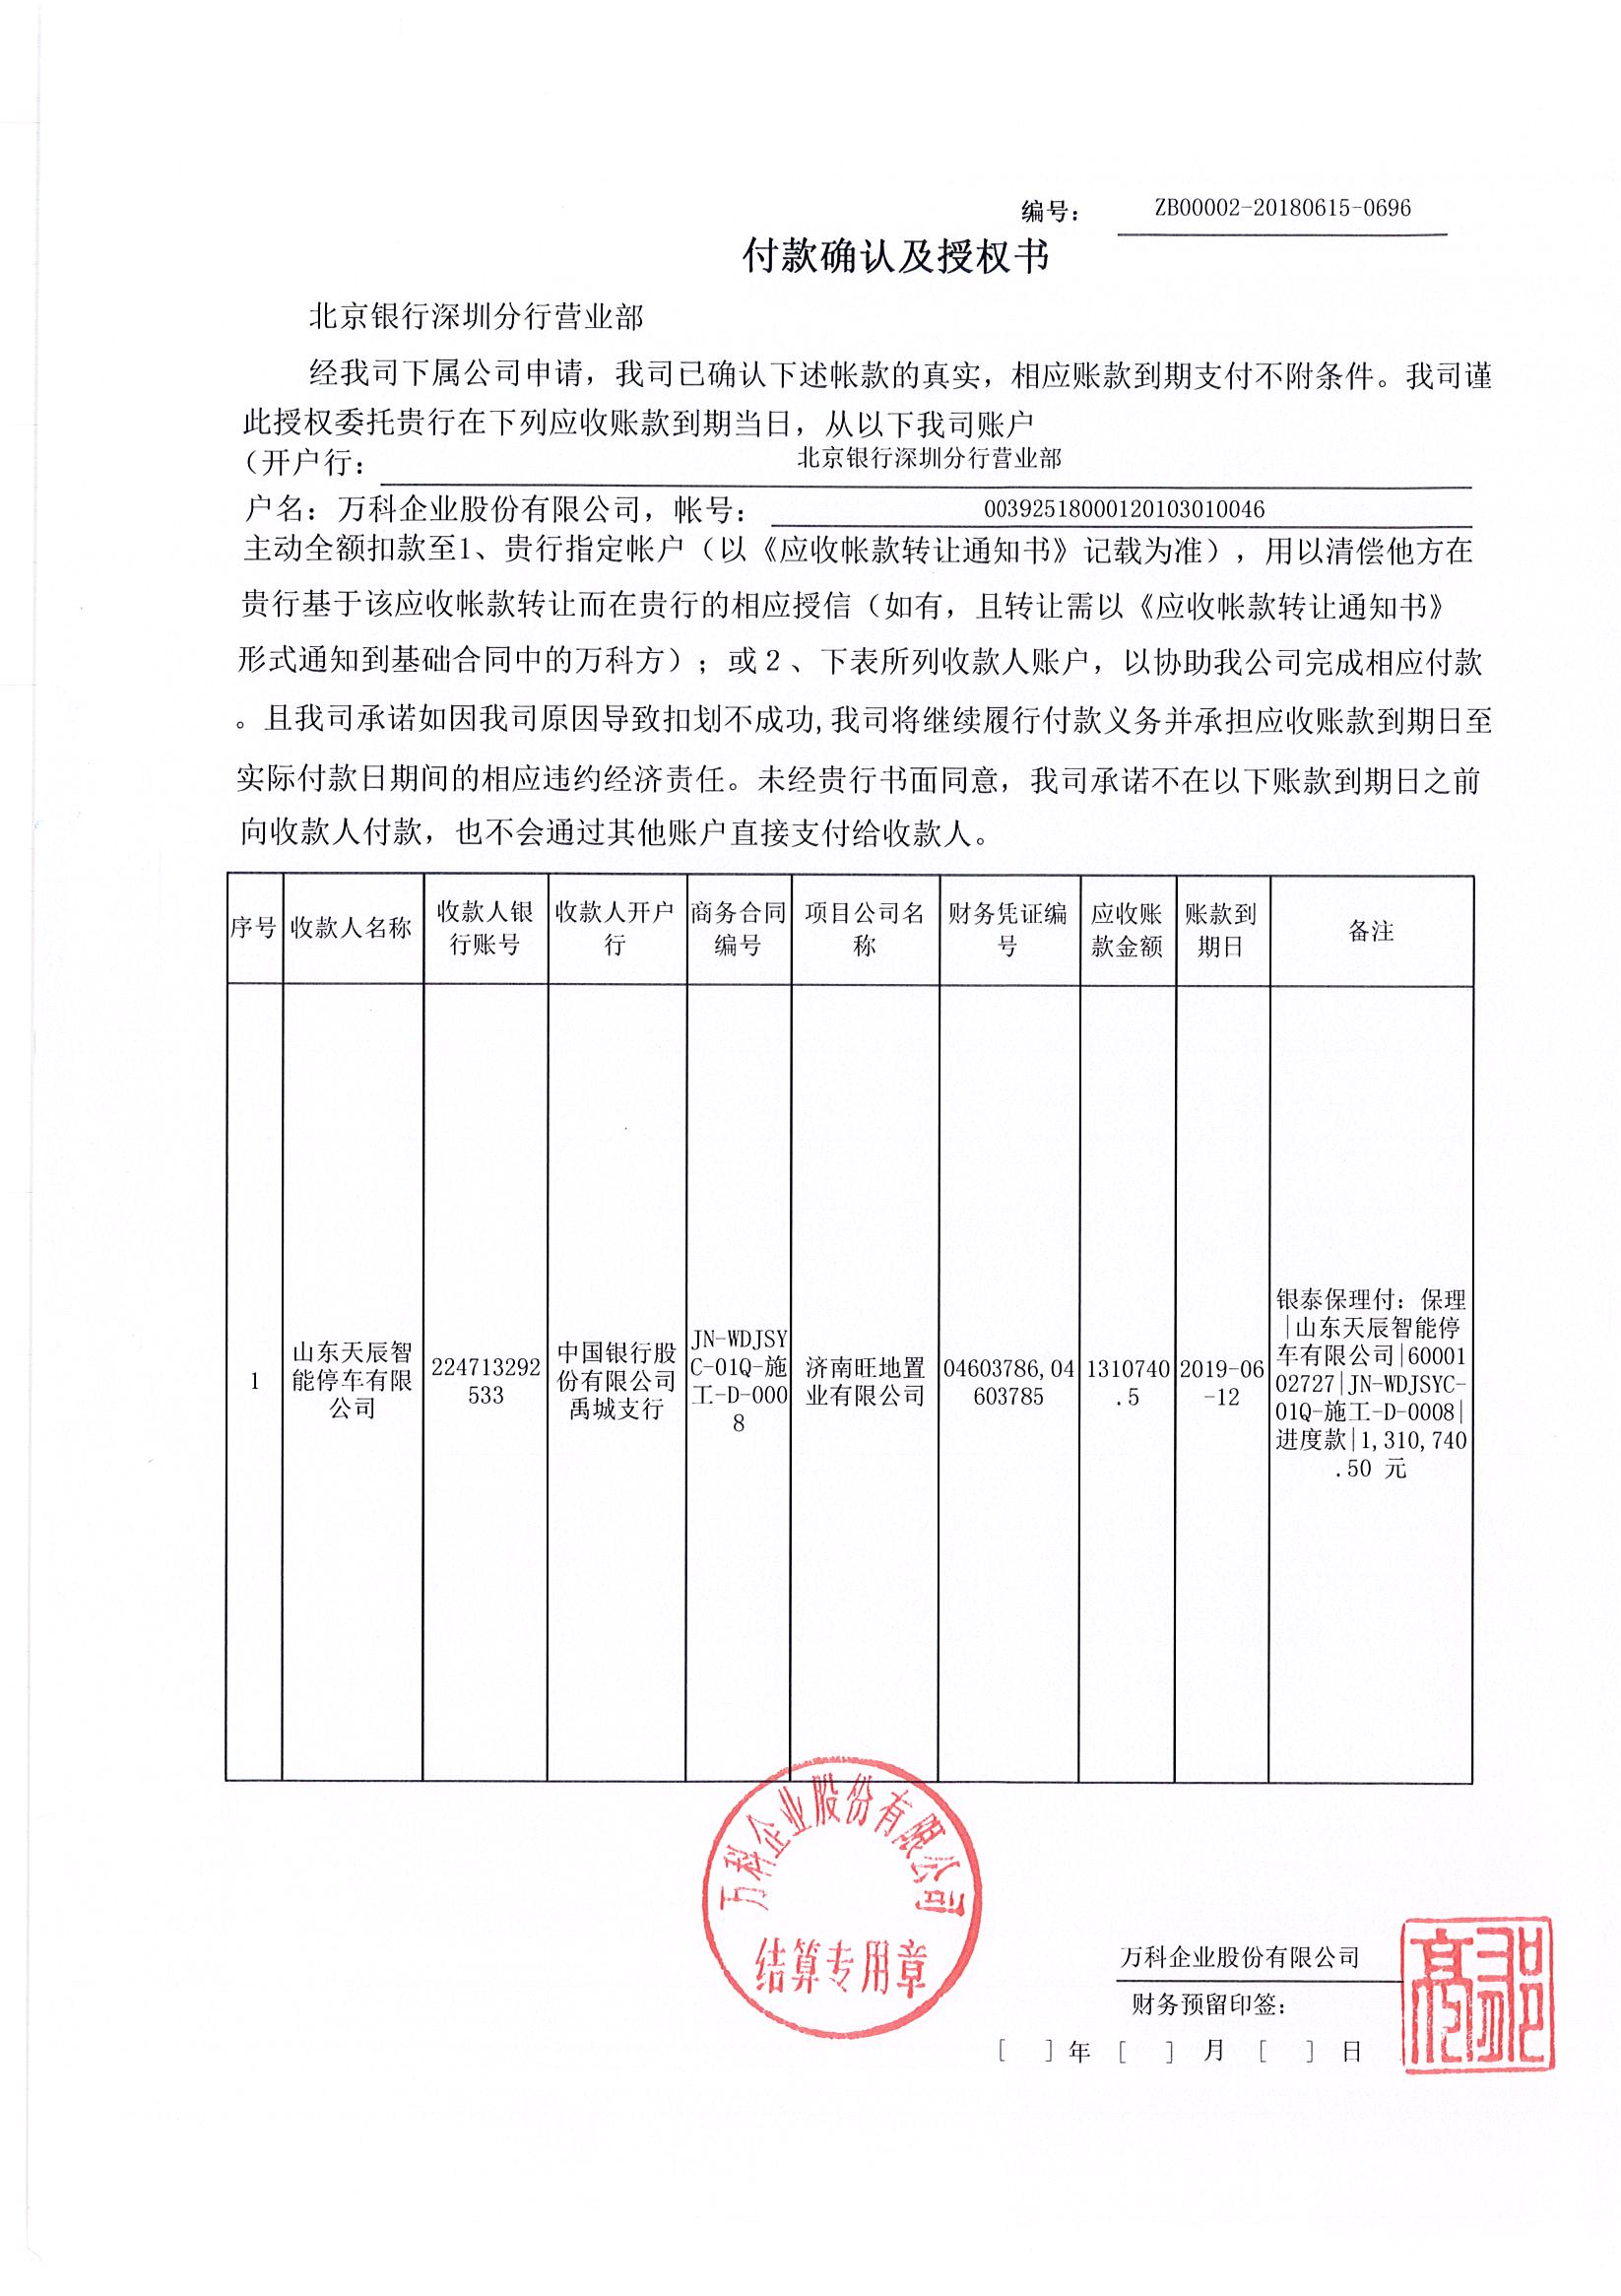 编号： ZB00002-20180615-0696
付款确认及授权书
北京银行深圳分行营业部
经我司下属公司申请，我司已确认下述帐款的真实，相应账款到期支付不附条件。我司谨
此授权委托贵行在下列应收账款到期当日，从以下我司账户
（开户行： 北京银行深圳分行营业部
户名：万科企业股份有限公司，帐号： 00392518000120103010046
主动全额扣款至1、贵行指定帐户（以《应收帐款转让通知书》记载为准），用以清偿他方在
贵行基于该应收帐款转让而在贵行的相应授信（如有，且转让需以《应收帐款转让通知书》
形式通知到基础合同中的万科方）；或２、下表所列收款人账户，以协助我公司完成相应付款
。且我司承诺如因我司原因导致扣划不成功,我司将继续履行付款义务并承担应收账款到期日至
实际付款日期间的相应违约经济责任。未经贵行书面同意，我司承诺不在以下账款到期日之前
向收款人付款，也不会通过其他账户直接支付给收款人。
序号
收款人名称
收款人银
行账号
收款人开户
行
商务合同
编号
项目公司名
称
财务凭证编
号
应收账
款金额
账款到
期日
备注
1
山东天辰智
能停车有限
公司
224713292
533
中国银行股
份有限公司
禹城支行
JN-WDJSY
C-01Q-施
工-D-000
8
济南旺地置
业有限公司
04603786,04
603785
1310740
.5
2019-06
-12
银泰保理付：保理
|山东天辰智能停
车有限公司|60001
02727|JN-WDJSYC-
01Q-施工-D-0008|
进度款|1,310,740
.50 元
万科企业股份有限公司
结算专用章
万科企业股份有限公司
财务预留印签：
［　］年［　］月［　］日